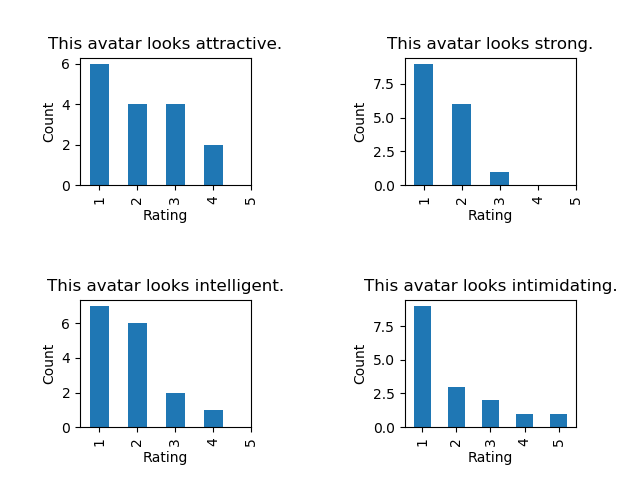 This avatar looks attractive.
6
4
2
0
Count
1 2 3 4 5
Rating
This avatar looks strong.
7.5
5.0
2.5
0.0
Count
1 2 3 4 5
Rating
This avatar looks intelligent.
6
4
2
0
Count
1 2 3 4 5
Rating
This avatar looks intimidating.
7.5
5.0
2.5
0.0
Count
1 2 3 4 5
Rating